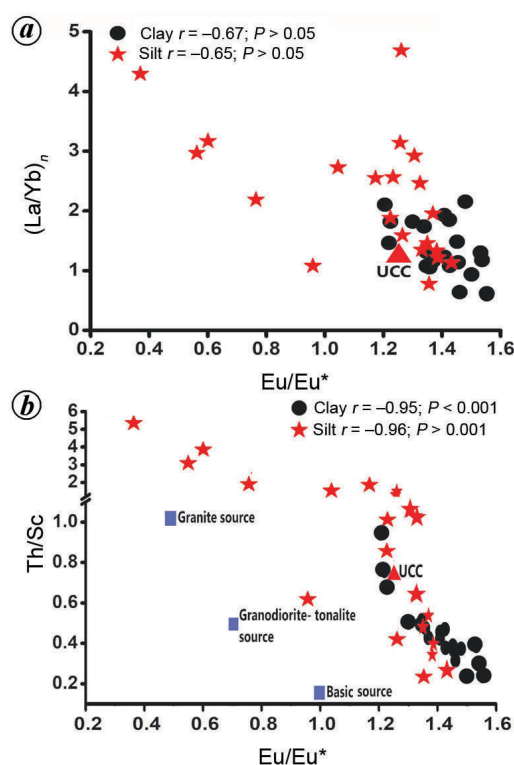 a
Clay r = –0.67; P > 0.05
Silt r = –0.65; P > 0.05
5
4
3
2
1
0
(La/Yb)n
UCC
0.2 0.4 0.6 0.8 1.0 1.2 1.4 1.6
Eu/Eu*
b
Clay r = –0.95; P < 0.001
Silt r = –0.96; P > 0.001
6
5
4
3
2
1.0
0.8
0.6
0.4
0.2
Th/Sc
Granite source
UCC
Granodiorite- tonalite
source
Basic source
0.2 0.4 0.6 0.8 1.0 1.2 1.4 1.6
Eu/Eu*